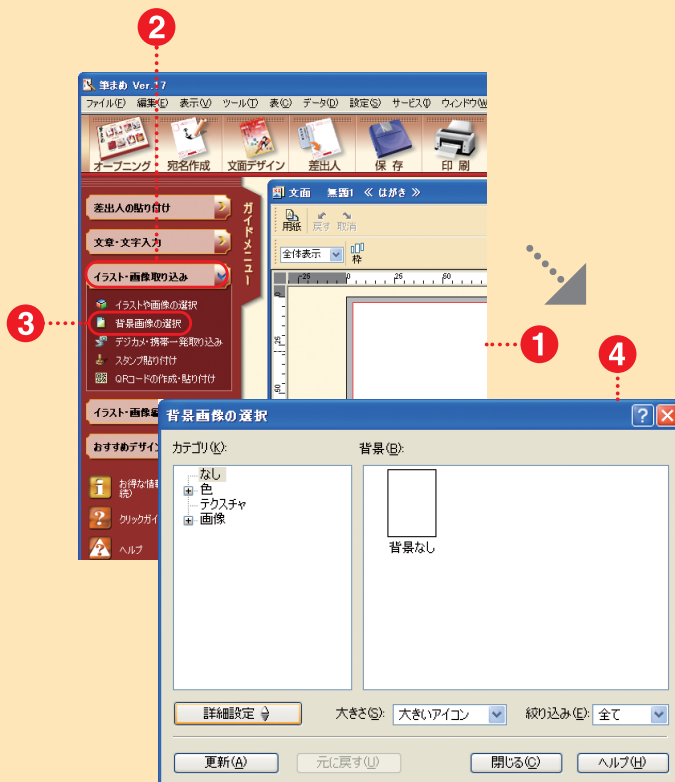 2
筆まめ Ver.17
ファイル(F) 編集(E) 表示(V) ツール(T) 表(C) データ(D) 設定(S) サービス(I) ウィンドウ(W
オープニング 宛名作成 文面デザイン 差出人 保存 印刷
差出人の貼り付け
文章・文字入力
イラスト・画像取り込み
イラストや画像の選択
3
背景画像の選択
デジカメ・携帯一発取り込み
スタンプ貼り付け
QRコードの作成・貼り付け
イラスト・画像
おすすめデザイ
お得な情
続)
クリックガイ
ヘルプ
ガイドメニュー
文面 無題1 ≪ はがき ≫
用紙 戻す 取消
全体表示 枠
25 0 25 50
0
25
50
1
4
背景画像の選択
カテゴリ(K):
なし
色
テクスチャ
画像
背景(B):
背景なし
詳細設定 大きさ(S): 大きいアイコン 絞り込み(E): 全て
更新(A) 元に戻す(U) 閉じる(C) ヘルプ(H)